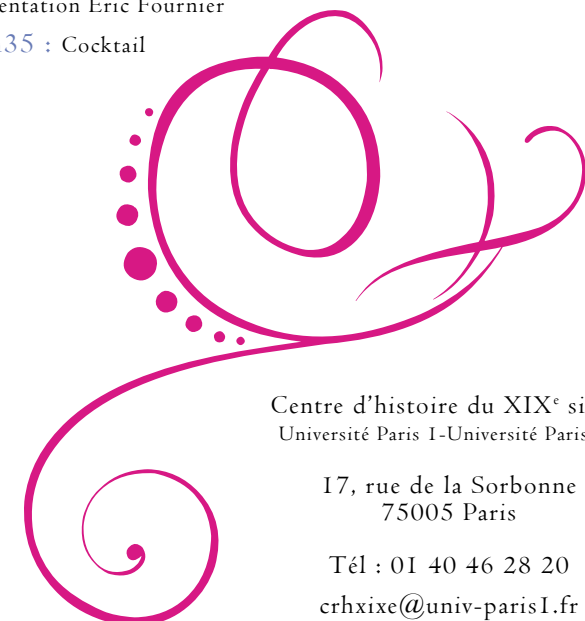 entation Eric Fournier
35 : Cocktail
Centre d'histoire du XIXᵉ si
Université Paris 1-Université Paris
17, rue de la Sorbonne
75005 Paris
Tél : 01 40 46 28 20
crhxixe@univ-paris1.fr